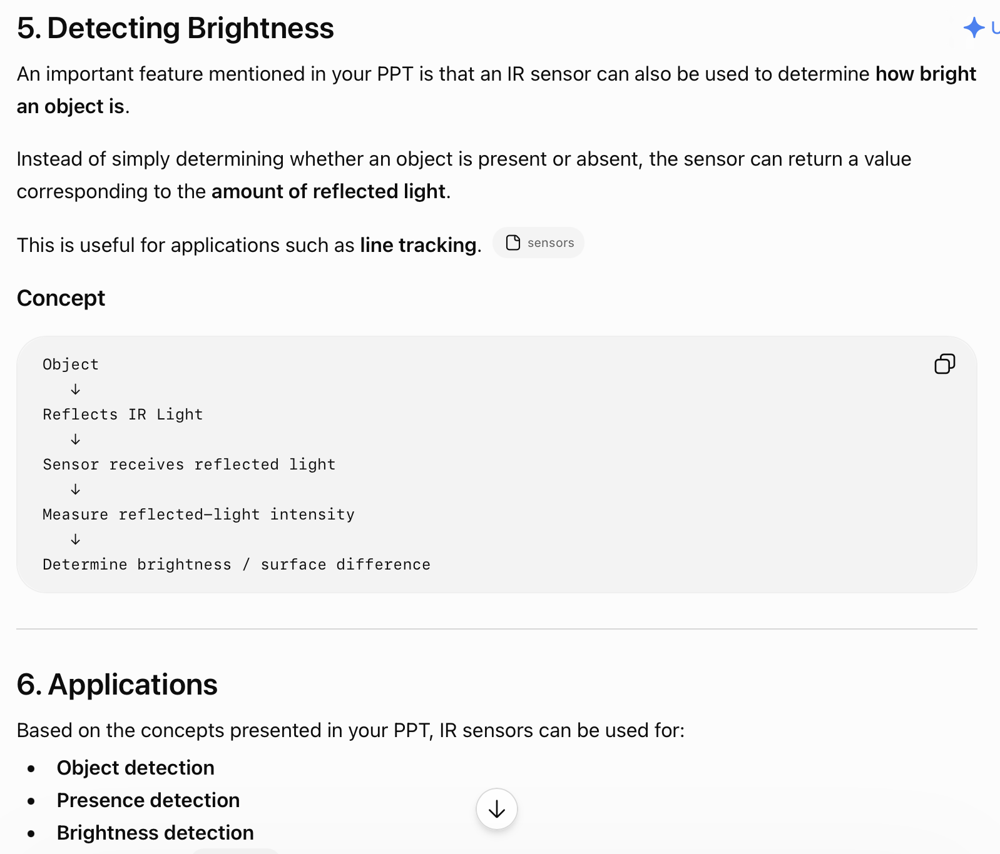 5. Detecting Brightness
U
An important feature mentioned in your PPT is that an IR sensor can also be used to determine how bright
an object is.
Instead of simply determining whether an object is present or absent, the sensor can return a value
corresponding to the amount of reflected light.
This is useful for applications such as line tracking. sensors
Concept
Object
↓
Reflects IR Light
↓
Sensor receives reflected light
↓
Measure reflected-light intensity
↓
Determine brightness / surface difference
6. Applications
Based on the concepts presented in your PPT, IR sensors can be used for:
• Object detection
• Presence detection
• Brightness detection